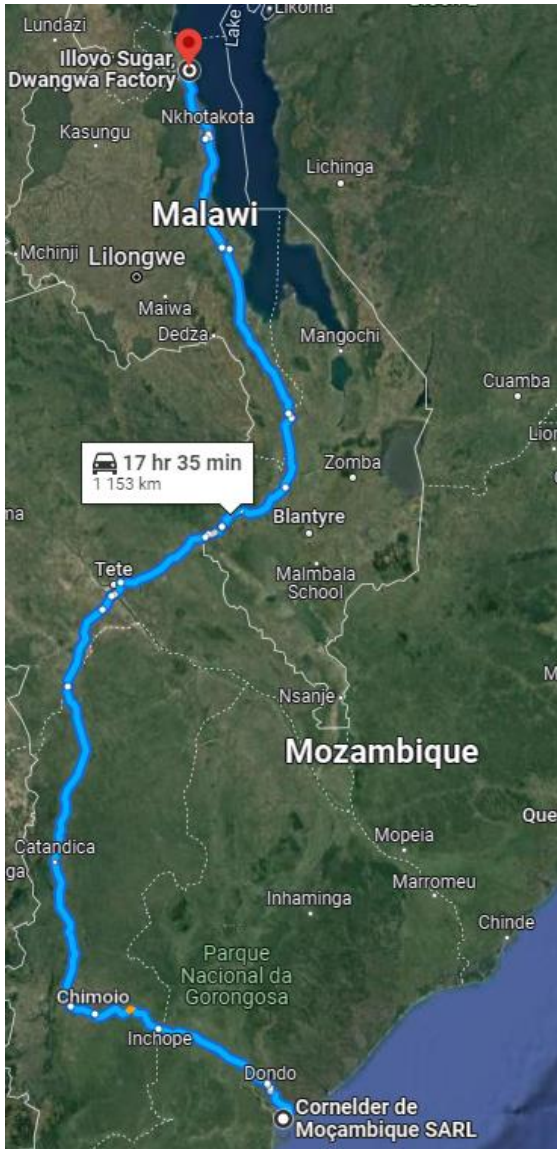 Likoma
Lundazi
Lake
Illovo Sugar,
Dwangwa Factory
Nkhotakota
Kasungu
Lichinga
Malawi
Mchinji
Lilongwe
Maiwa
Dedza
Mangochi
Cuamba
17 hr 35 min
1 153 km
Zomba
Blantyre
Tete
Malmbala
School
Nsanje
Mozambique
Que
Mopeia
Catandica
ga
Marromeu
Inhaminga
Chinde
Parque
Nacional da
Gorongosa
Chimoio
Inchope
Dondo
Cornelder de
Moçambique SARL